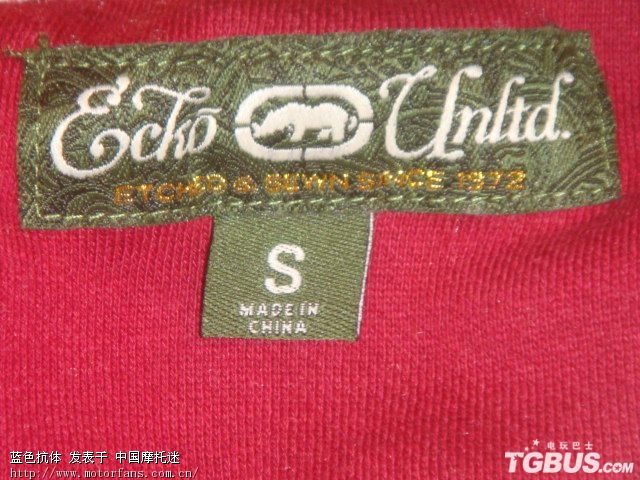 Ecko Unltd.
ETCHED & SEWN SINCE 1972
S
MADE IN
CHINA
蓝色抗体 发表于 中国摩托迷
http://www.motorfans.com.cn/
电玩巴士
TGBUS.com